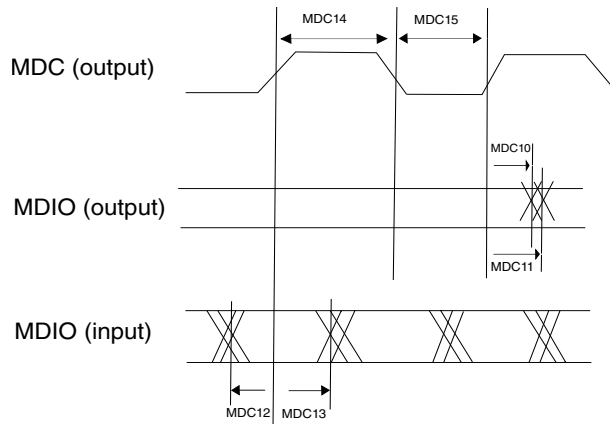 MDC14
MDC15
MDC (output)
MDC10
MDIO (output)
MDC11
MDIO (input)
MDC12
MDC13